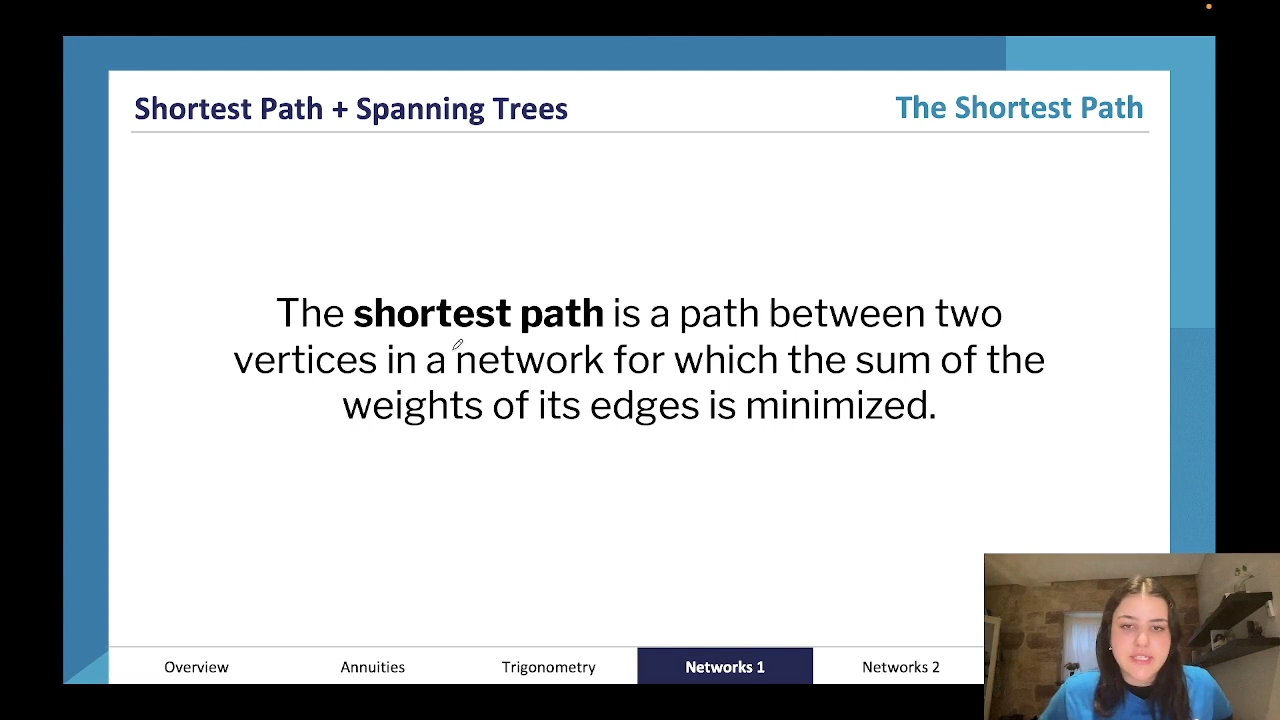 Shortest Path + Spanning Trees
The Shortest Path
The shortest path is a path between two
vertices in a network for which the sum of the
weights of its edges is minimized.
Overview
Annuities
Trigonometry
Networks 1
Networks 2